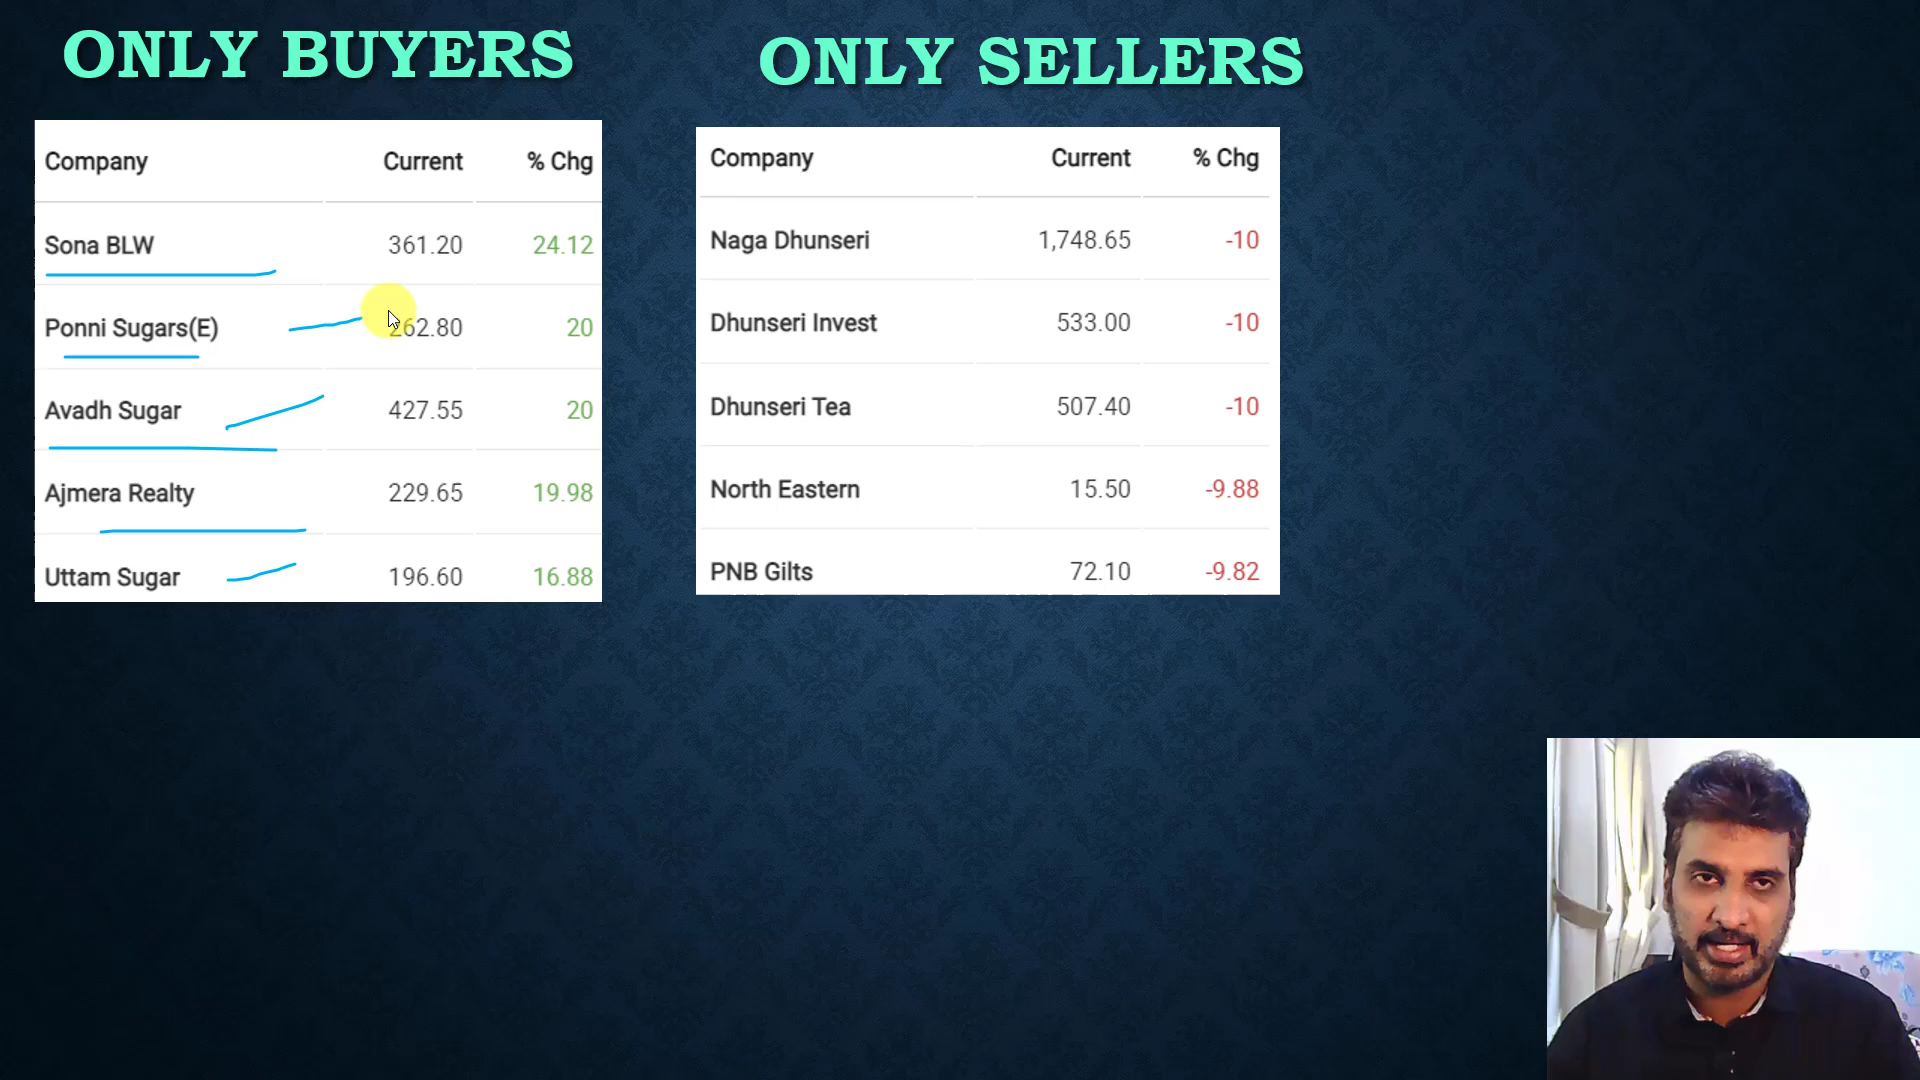 ONLY BUYERS
Company Current % Chg
Sona BLW 361.20 24.12
Ponni Sugars(E) 262.80 20
Avadh Sugar 427.55 20
Ajmera Realty 229.65 19.98
Uttam Sugar 196.60 16.88
ONLY SELLERS
Company Current % Chg
Naga Dhunseri 1,748.65 -10
Dhunseri Invest 533.00 -10
Dhunseri Tea 507.40 -10
North Eastern 15.50 -9.88
PNB Gilts 72.10 -9.82